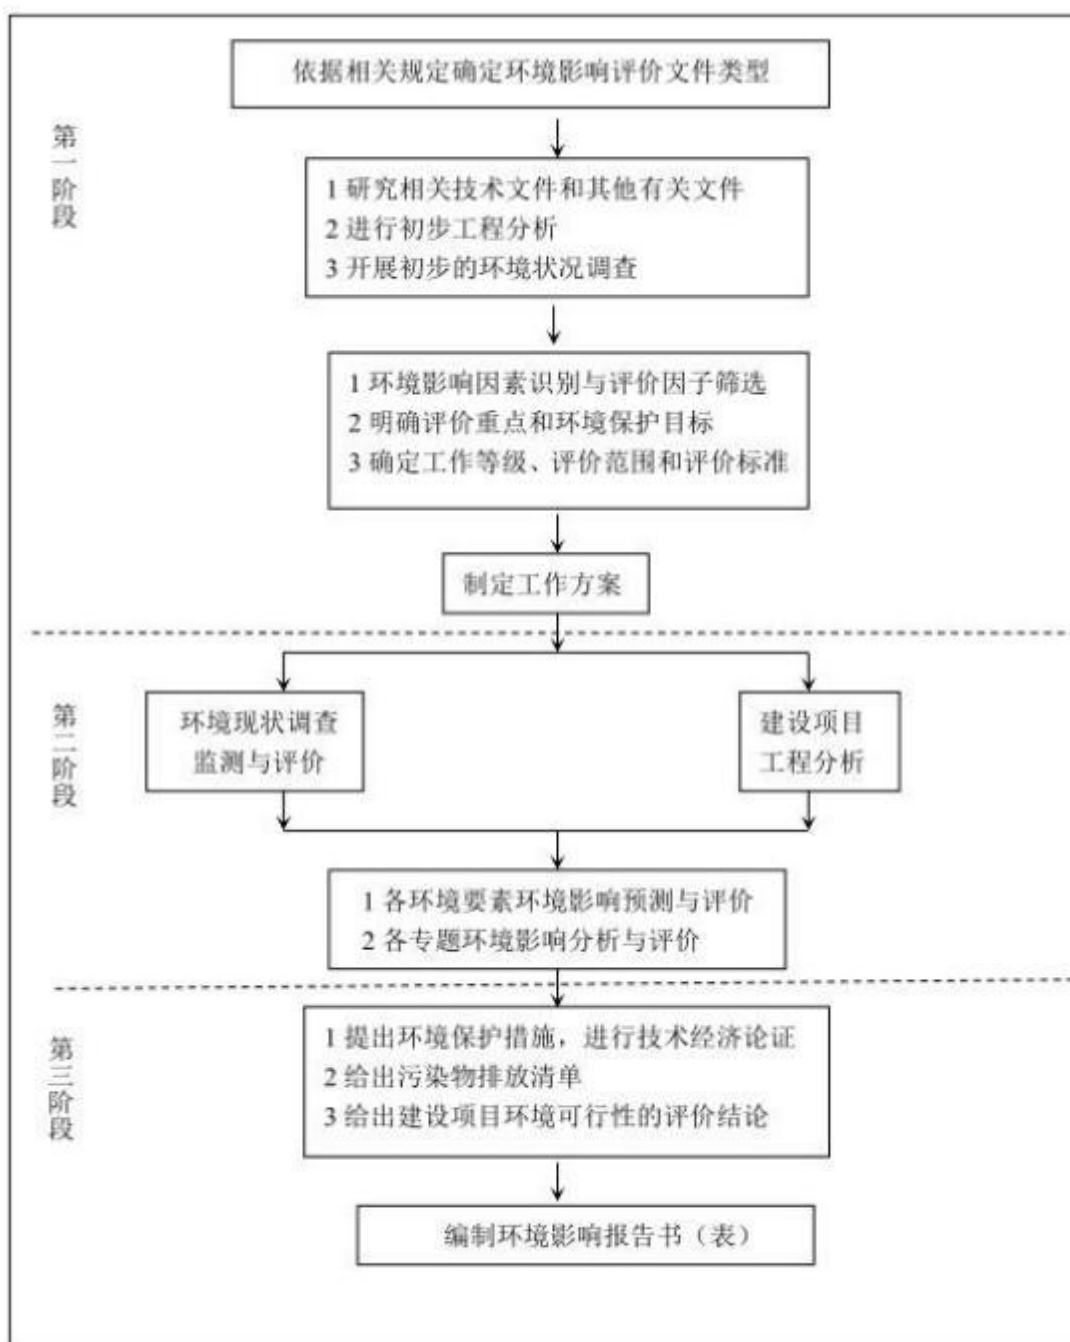 依据相关规定确定环境影响评价文件类型
第一阶段
1 研究相关技术文件和其他有关文件
2 进行初步工程分析
3 开展初步的环境状况调查
1 环境影响因素识别与评价因子筛选
2 明确评价重点和环境保护目标
3 确定工作等级、评价范围和评价标准
制定工作方案
第二阶段
环境现状调查
监测与评价
建设项目
工程分析
1 各环境要素环境影响预测与评价
2 各专题环境影响分析与评价
第三阶段
1 提出环境保护措施，进行技术经济论证
2 给出污染物排放清单
3 给出建设项目环境可行性的评价结论
编制环境影响报告书（表）